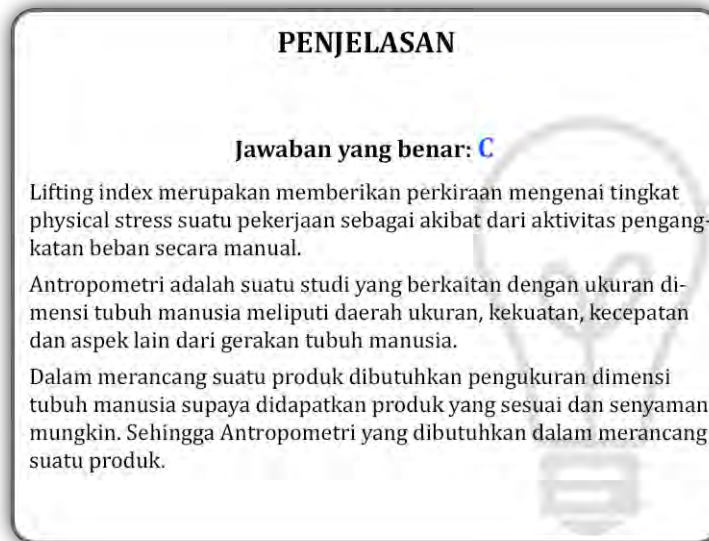 PENJELASAN
Jawaban yang benar: C
Lifting index merupakan memberikan perkiraan mengenai tingkat
physical stress suatu pekerjaan sebagai akibat dari aktivitas pengang-
katan beban secara manual.
Antropometri adalah suatu studi yang berkaitan dengan ukuran di-
mensi tubuh manusia meliputi daerah ukuran, kekuatan, kecepatan
dan aspek lain dari gerakan tubuh manusia.
Dalam merancang suatu produk dibutuhkan pengukuran dimensi
tubuh manusia supaya didapatkan produk yang sesuai dan senyaman
mungkin. Sehingga Antropometri yang dibutuhkan dalam merancang
suatu produk.